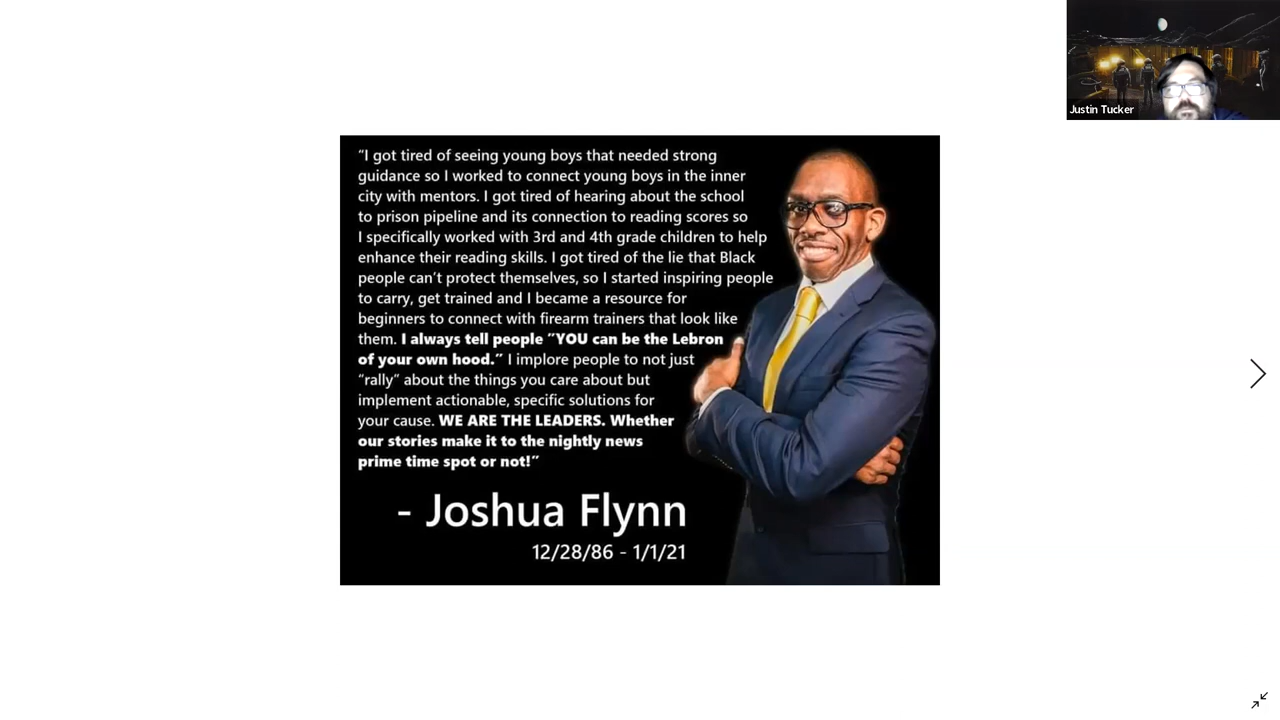 Justin Tucker
“I got tired of seeing young boys that needed strong
guidance so I worked to connect young boys in the inner
city with mentors. I got tired of hearing about the school
to prison pipeline and its connection to reading scores so
I specifically worked with 3rd and 4th grade children to help
enhance their reading skills. I got tired of the lie that Black
people can't protect themselves, so I started inspiring people
to carry, get trained and I became a resource for
beginners to connect with firearm trainers that look like
them. I always tell people ”YOU can be the Lebron
of your own hood.” I implore people to not just
“rally” about the things you care about but
implement actionable, specific solutions for
your cause. WE ARE THE LEADERS. Whether
our stories make it to the nightly news
prime time spot or not!”
- Joshua Flynn
12/28/86 - 1/1/21